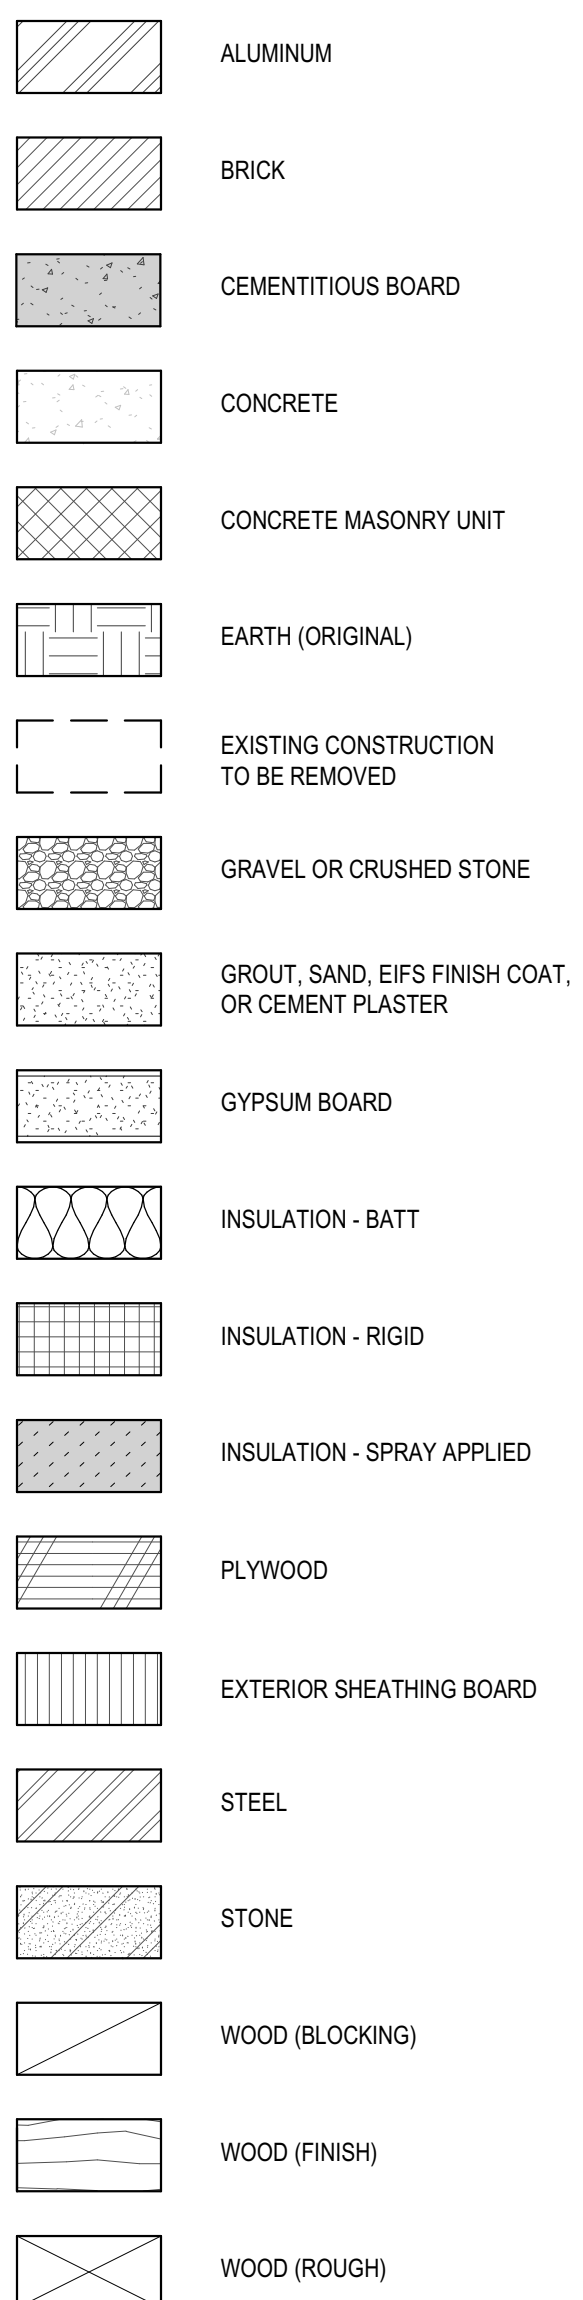 ALUMINUM
BRICK
CEMENTITIOUS BOARD
CONCRETE
CONCRETE MASONRY UNIT
EARTH (ORIGINAL)
EXISTING CONSTRUCTION
TO BE REMOVED
GRAVEL OR CRUSHED STONE
GROUT, SAND, EIFS FINISH COAT,
OR CEMENT PLASTER
GYPSUM BOARD
INSULATION - BATT
INSULATION - RIGID
INSULATION - SPRAY APPLIED
PLYWOOD
EXTERIOR SHEATHING BOARD
STEEL
STONE
WOOD (BLOCKING)
WOOD (FINISH)
WOOD (ROUGH)